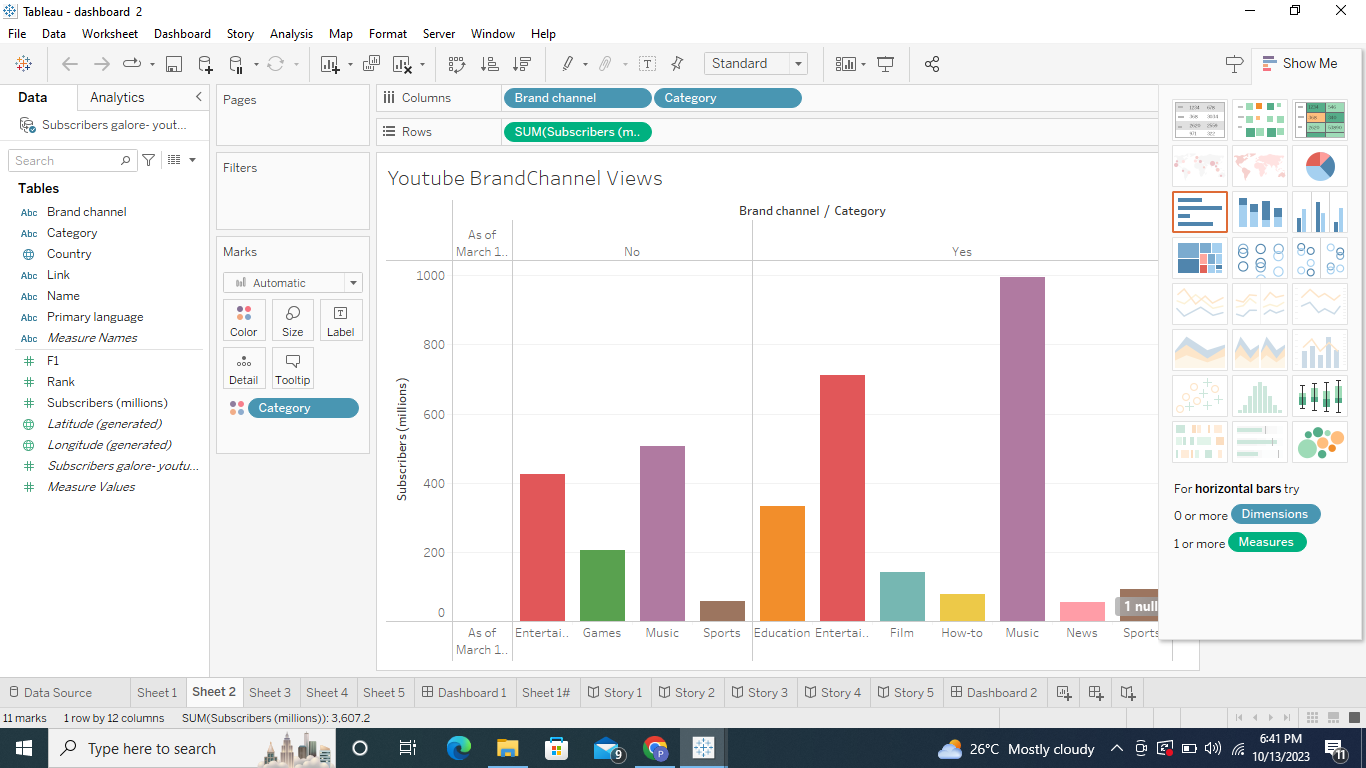 Tableau - dashboard 2
File Data Worksheet Dashboard Story Analysis Map Format Server Window Help
Standard
Show Me
Data Analytics
Subscribers galore- yout...
Search
Tables
Abc Brand channel
Abc Category
Country
Abc Link
Abc Name
Abc Primary language
Abc Measure Names
F1
Rank
Subscribers (millions)
Latitude (generated)
Longitude (generated)
Subscribers galore- youtu...
Measure Values
Pages
Filters
Marks
Automatic
Color Size Label
Detail Tooltip
Category
Columns Brand channel Category
Rows SUM(Subscribers (m..
Youtube BrandChannel Views
Brand channel / Category
As of
March 1..
No
Yes
Subscribers (millions)
1000
800
600
400
200
0
As of
March 1..
Entertai.. Games Music Sports Education Entertai.. Film How-to Music News Sports
1 null
For horizontal bars try
0 or more Dimensions
1 or more Measures
Data Source Sheet 1 Sheet 2 Sheet 3 Sheet 4 Sheet 5 Dashboard 1 Sheet 1# Story 1 Story 2 Story 3 Story 4 Story 5 Dashboard 2
11 marks 1 row by 12 columns SUM(Subscribers (millions)): 3,607.2
Type here to search
9
P
26°C Mostly cloudy
6:41 PM
10/13/2023
11